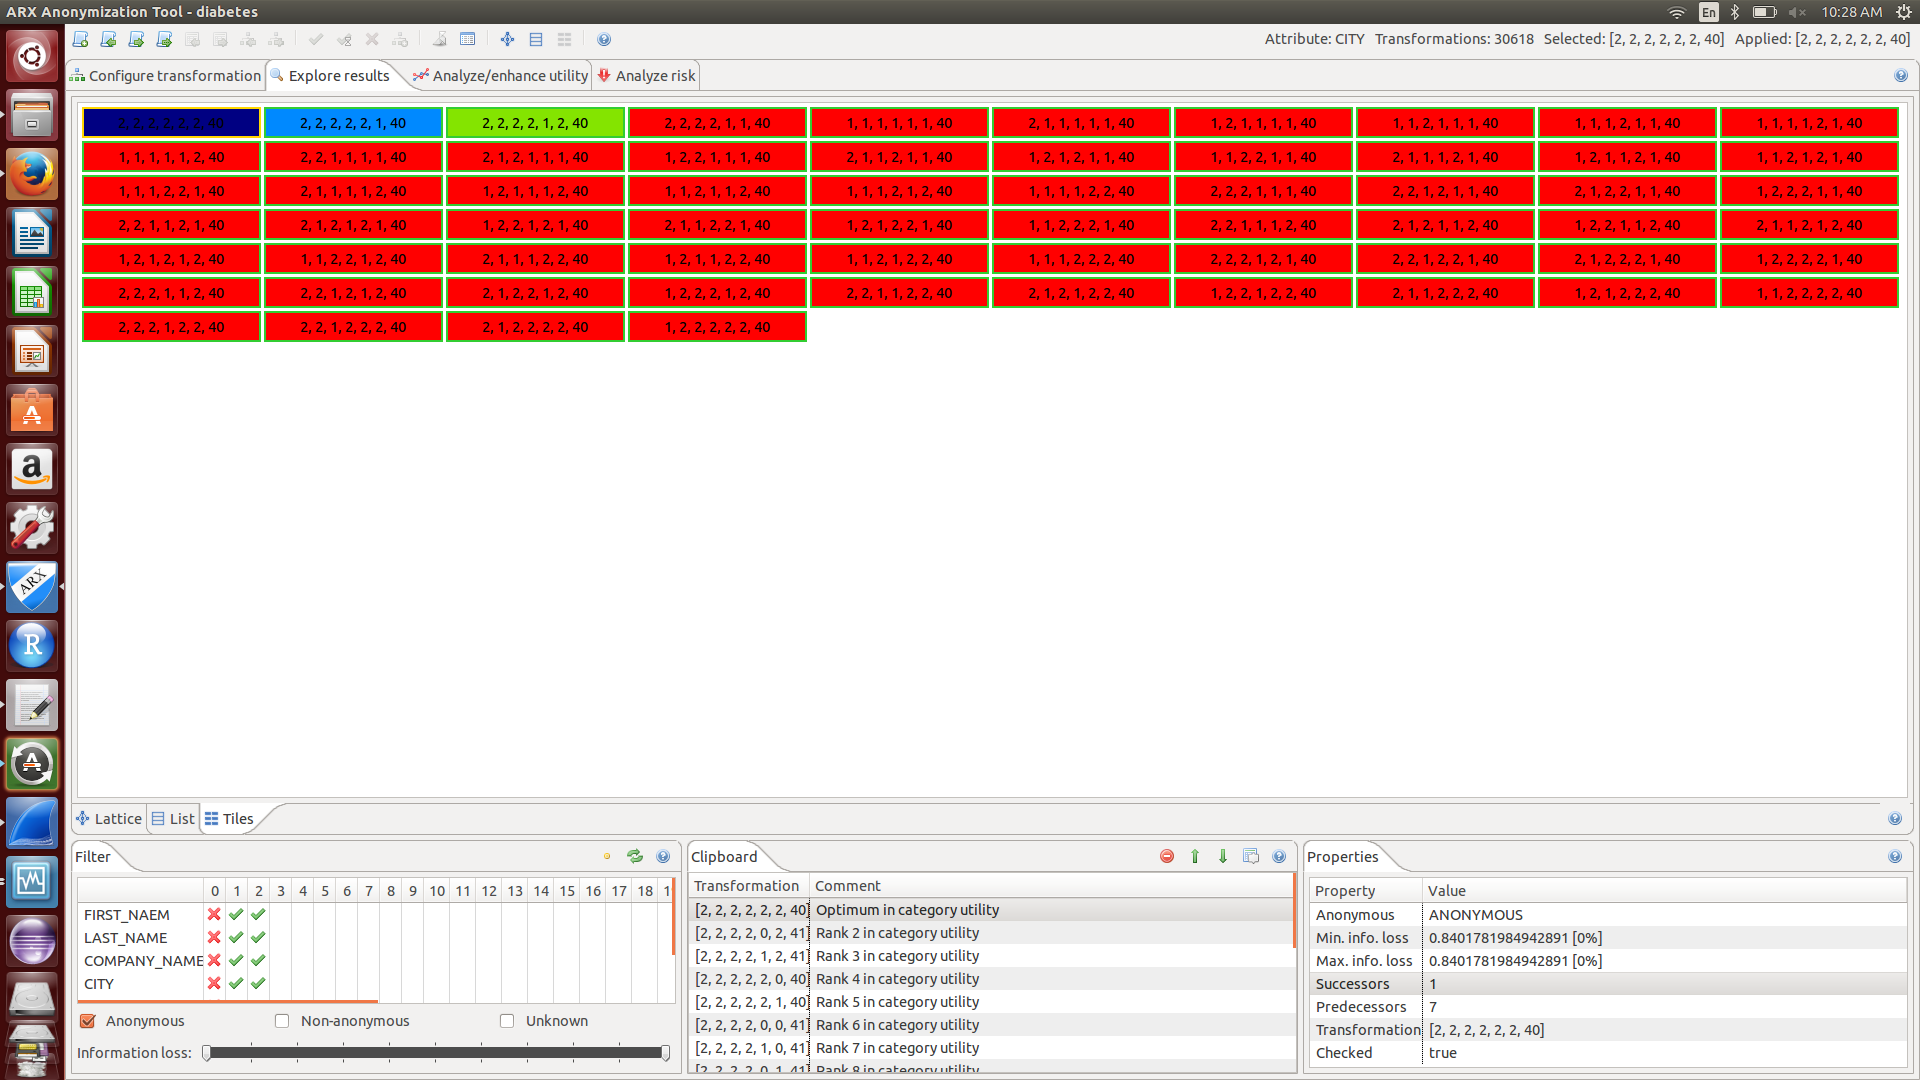 ARX Anonymization Tool - diabetes
En
10:28 AM
Attribute: CITY Transformations: 30618 Selected: [2, 2, 2, 2, 2, 2, 40] Applied: [2, 2, 2, 2, 2, 2, 40]
Configure transformation Explore results Analyze/enhance utility Analyze risk
2, 2, 2, 2, 2, 2, 40 2, 2, 2, 2, 2, 1, 40 2, 2, 2, 2, 1, 2, 40 2, 2, 2, 2, 1, 1, 40 1, 1, 1, 1, 1, 1, 40 2, 1, 1, 1, 1, 1, 40 1, 2, 1, 1, 1, 1, 40 1, 1, 2, 1, 1, 1, 40 1, 1, 1, 2, 1, 1, 40 1, 1, 1, 1, 2, 1, 40
1, 1, 1, 1, 1, 2, 40 2, 2, 1, 1, 1, 1, 40 2, 1, 2, 1, 1, 1, 40 1, 2, 2, 1, 1, 1, 40 2, 1, 1, 2, 1, 1, 40 1, 2, 1, 2, 1, 1, 40 1, 1, 2, 2, 1, 1, 40 2, 1, 1, 1, 2, 1, 40 1, 2, 1, 1, 2, 1, 40 1, 1, 2, 1, 2, 1, 40
1, 1, 1, 2, 2, 1, 40 2, 1, 1, 1, 1, 2, 40 1, 2, 1, 1, 1, 2, 40 1, 1, 2, 1, 1, 2, 40 1, 1, 1, 2, 1, 2, 40 1, 1, 1, 1, 2, 2, 40 2, 2, 2, 1, 1, 1, 40 2, 2, 1, 2, 1, 1, 40 2, 1, 2, 2, 1, 1, 40 1, 2, 2, 2, 1, 1, 40
2, 2, 1, 1, 2, 1, 40 2, 1, 2, 1, 2, 1, 40 1, 2, 2, 1, 2, 1, 40 2, 1, 1, 2, 2, 1, 40 1, 2, 1, 2, 2, 1, 40 1, 1, 2, 2, 2, 1, 40 2, 2, 1, 1, 1, 2, 40 2, 1, 2, 1, 1, 2, 40 1, 2, 2, 1, 1, 2, 40 2, 1, 1, 2, 1, 2, 40
1, 2, 1, 2, 1, 2, 40 1, 1, 2, 2, 1, 2, 40 2, 1, 1, 1, 2, 2, 40 1, 2, 1, 1, 2, 2, 40 1, 1, 2, 1, 2, 2, 40 1, 1, 1, 2, 2, 2, 40 2, 2, 2, 2, 1, 1, 40 2, 2, 2, 1, 2, 1, 40 2, 1, 2, 2, 2, 1, 40 1, 2, 2, 2, 2, 1, 40
2, 2, 2, 1, 1, 2, 40 2, 2, 1, 2, 1, 2, 40 2, 1, 2, 2, 1, 2, 40 1, 2, 2, 2, 1, 2, 40 2, 2, 1, 1, 2, 2, 40 2, 1, 2, 1, 2, 2, 40 1, 2, 2, 1, 2, 2, 40 2, 1, 1, 2, 2, 2, 40 1, 2, 1, 2, 2, 2, 40 1, 1, 2, 2, 2, 2, 40
2, 2, 2, 1, 2, 2, 40 2, 2, 1, 2, 2, 2, 40 2, 1, 2, 2, 2, 2, 40 1, 2, 2, 2, 2, 2, 40
Lattice List Tiles
Filter
0 1 2 3 4 5 6 7 8 9 10 11 12 13 14 15 16 17 18 1
FIRST_NAEM
LAST_NAME
COMPANY_NAME
CITY
Anonymous Non-anonymous Unknown
Information loss:
Clipboard
Transformation Comment
[2, 2, 2, 2, 2, 2, 40] Optimum in category utility
[2, 2, 2, 2, 0, 2, 41] Rank 2 in category utility
[2, 2, 2, 2, 1, 2, 41] Rank 3 in category utility
[2, 2, 2, 2, 2, 0, 40] Rank 4 in category utility
[2, 2, 2, 2, 2, 1, 40] Rank 5 in category utility
[2, 2, 2, 2, 0, 0, 41] Rank 6 in category utility
[2, 2, 2, 2, 1, 0, 41] Rank 7 in category utility
[2, 2, 2, 2, 0, 1, 41] Rank 8 in category utility
Properties
Property Value
Anonymous ANONYMOUS
Min. info. loss 0.8401781984942891 [0%]
Max. info. loss 0.8401781984942891 [0%]
Successors 1
Predecessors 7
Transformation [2, 2, 2, 2, 2, 2, 40]
Checked true